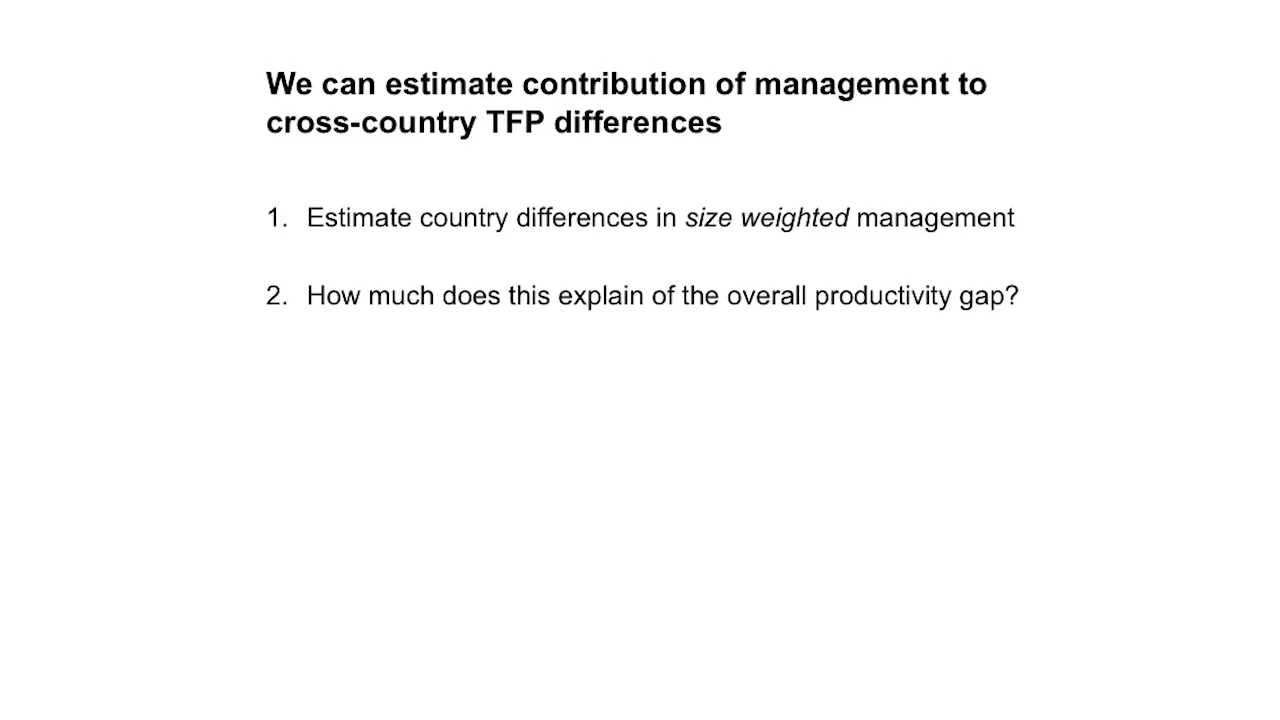 We can estimate contribution of management to
cross-country TFP differences
1. Estimate country differences in size weighted management
2. How much does this explain of the overall productivity gap?